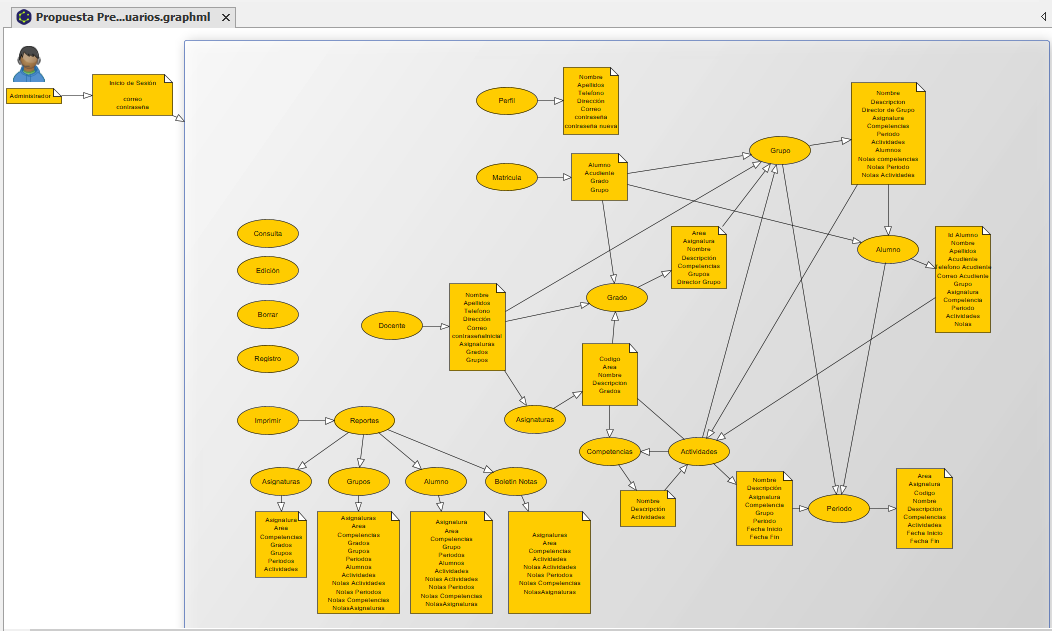 Propuesta Pre...uarios.graphml
Administrador
Inicio de Sesión
correo
contraseña
Perfil
Nombre
Apellidos
Telefono
Dirección
Correo
contraseña
contraseña nueva
Matricula
Alumno
Acudiente
Grado
Grupo
Grupo
Nombre
Descripcion
Director de Grupo
Asignatura
Competencias
Periodo
Actividades
Alumnos
Notas competencias
Notas Periodo
Notas Actividades
Consulta
Edición
Borrar
Registro
Area
Asignatura
Nombre
Descripción
Competencias
Grupos
Director Grupo
Alumno
Id Alumno
Nombre
Apellidos
Acudiente
Telefono Acudiente
Correo Acudiente
Grupo
Asignatura
Competencia
Periodo
Actividades
Notas
Grado
Docente
Nombre
Apellidos
Telefono
Dirección
Correo
contraseñaInicial
Asignaturas
Grados
Grupos
Codigo
Area
Nombre
Descripción
Grados
Asignaturas
Competencias
Actividades
Nombre
Descripción
Actividades
Nombre
Descripción
Asignatura
Competencia
Grupo
Periodo
Fecha Inicio
Fecha Fin
Periodo
Area
Asignatura
Codigo
Nombre
Descripcion
Competencias
Actividades
Fecha Inicio
Fecha Fin
Imprimir
Reportes
Asignaturas
Grupos
Alumno
Boletin Notas
Asignatura
Area
Competencias
Grados
Grupos
Periodos
Actividades
Asignaturas
Area
Competencias
Grados
Grupos
Periodos
Alumnos
Actividades
Notas Actividades
Notas Periodos
Notas Competencias
NotasAsignaturas
Asignatura
Area
Competencias
Grupo
Periodos
Alumnos
Actividades
Notas Actividades
Notas Periodos
Notas Competencias
NotasAsignaturas
Asignaturas
Area
Competencias
Actividades
Notas Actividades
Notas Periodos
Notas Competencias
NotasAsignaturas